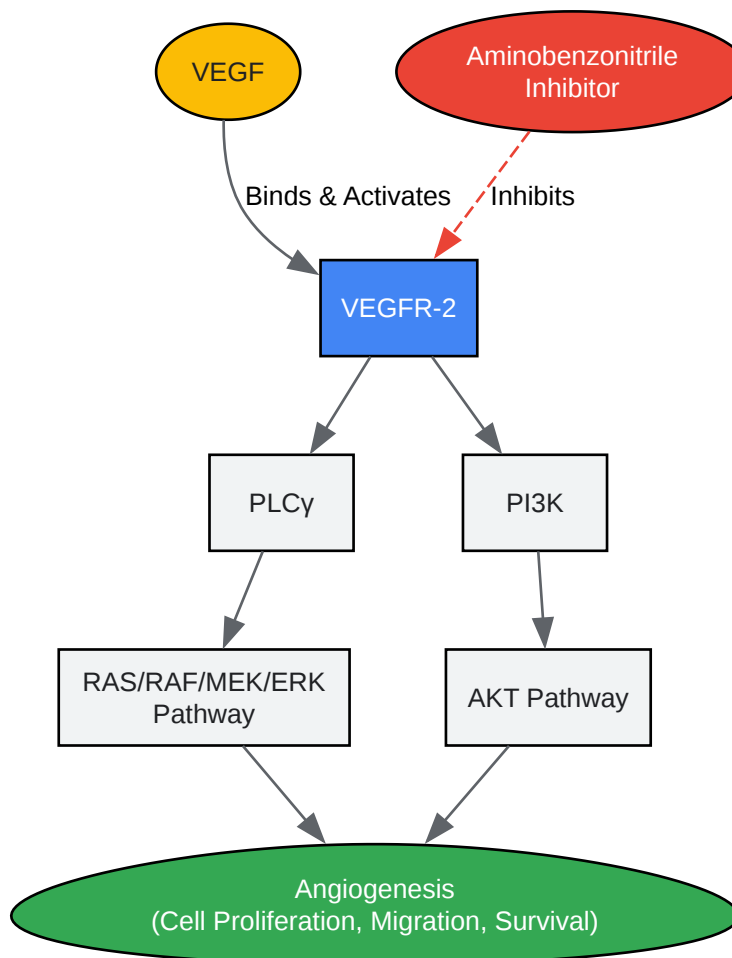 VEGF
Aminobenzonitrile
Inhibitor
Binds & Activates
Inhibits
VEGFR-2
PLCγ
PI3K
RAS/RAF/MEK/ERK
Pathway
AKT Pathway
Angiogenesis
(Cell Proliferation, Migration, Survival)